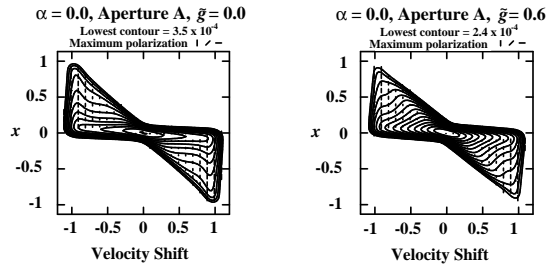 α = 0.0, Aperture A, g̃ = 0.0
Lowest contour = 3.5 x 10⁻⁴
Maximum polarization
x
1
0.5
0
-0.5
-1
-1 -0.5 0 0.5 1
Velocity Shift
α = 0.0, Aperture A, g̃ = 0.6
Lowest contour = 2.4 x 10⁻⁴
Maximum polarization
x
1
0.5
0
-0.5
-1
-1 -0.5 0 0.5 1
Velocity Shift